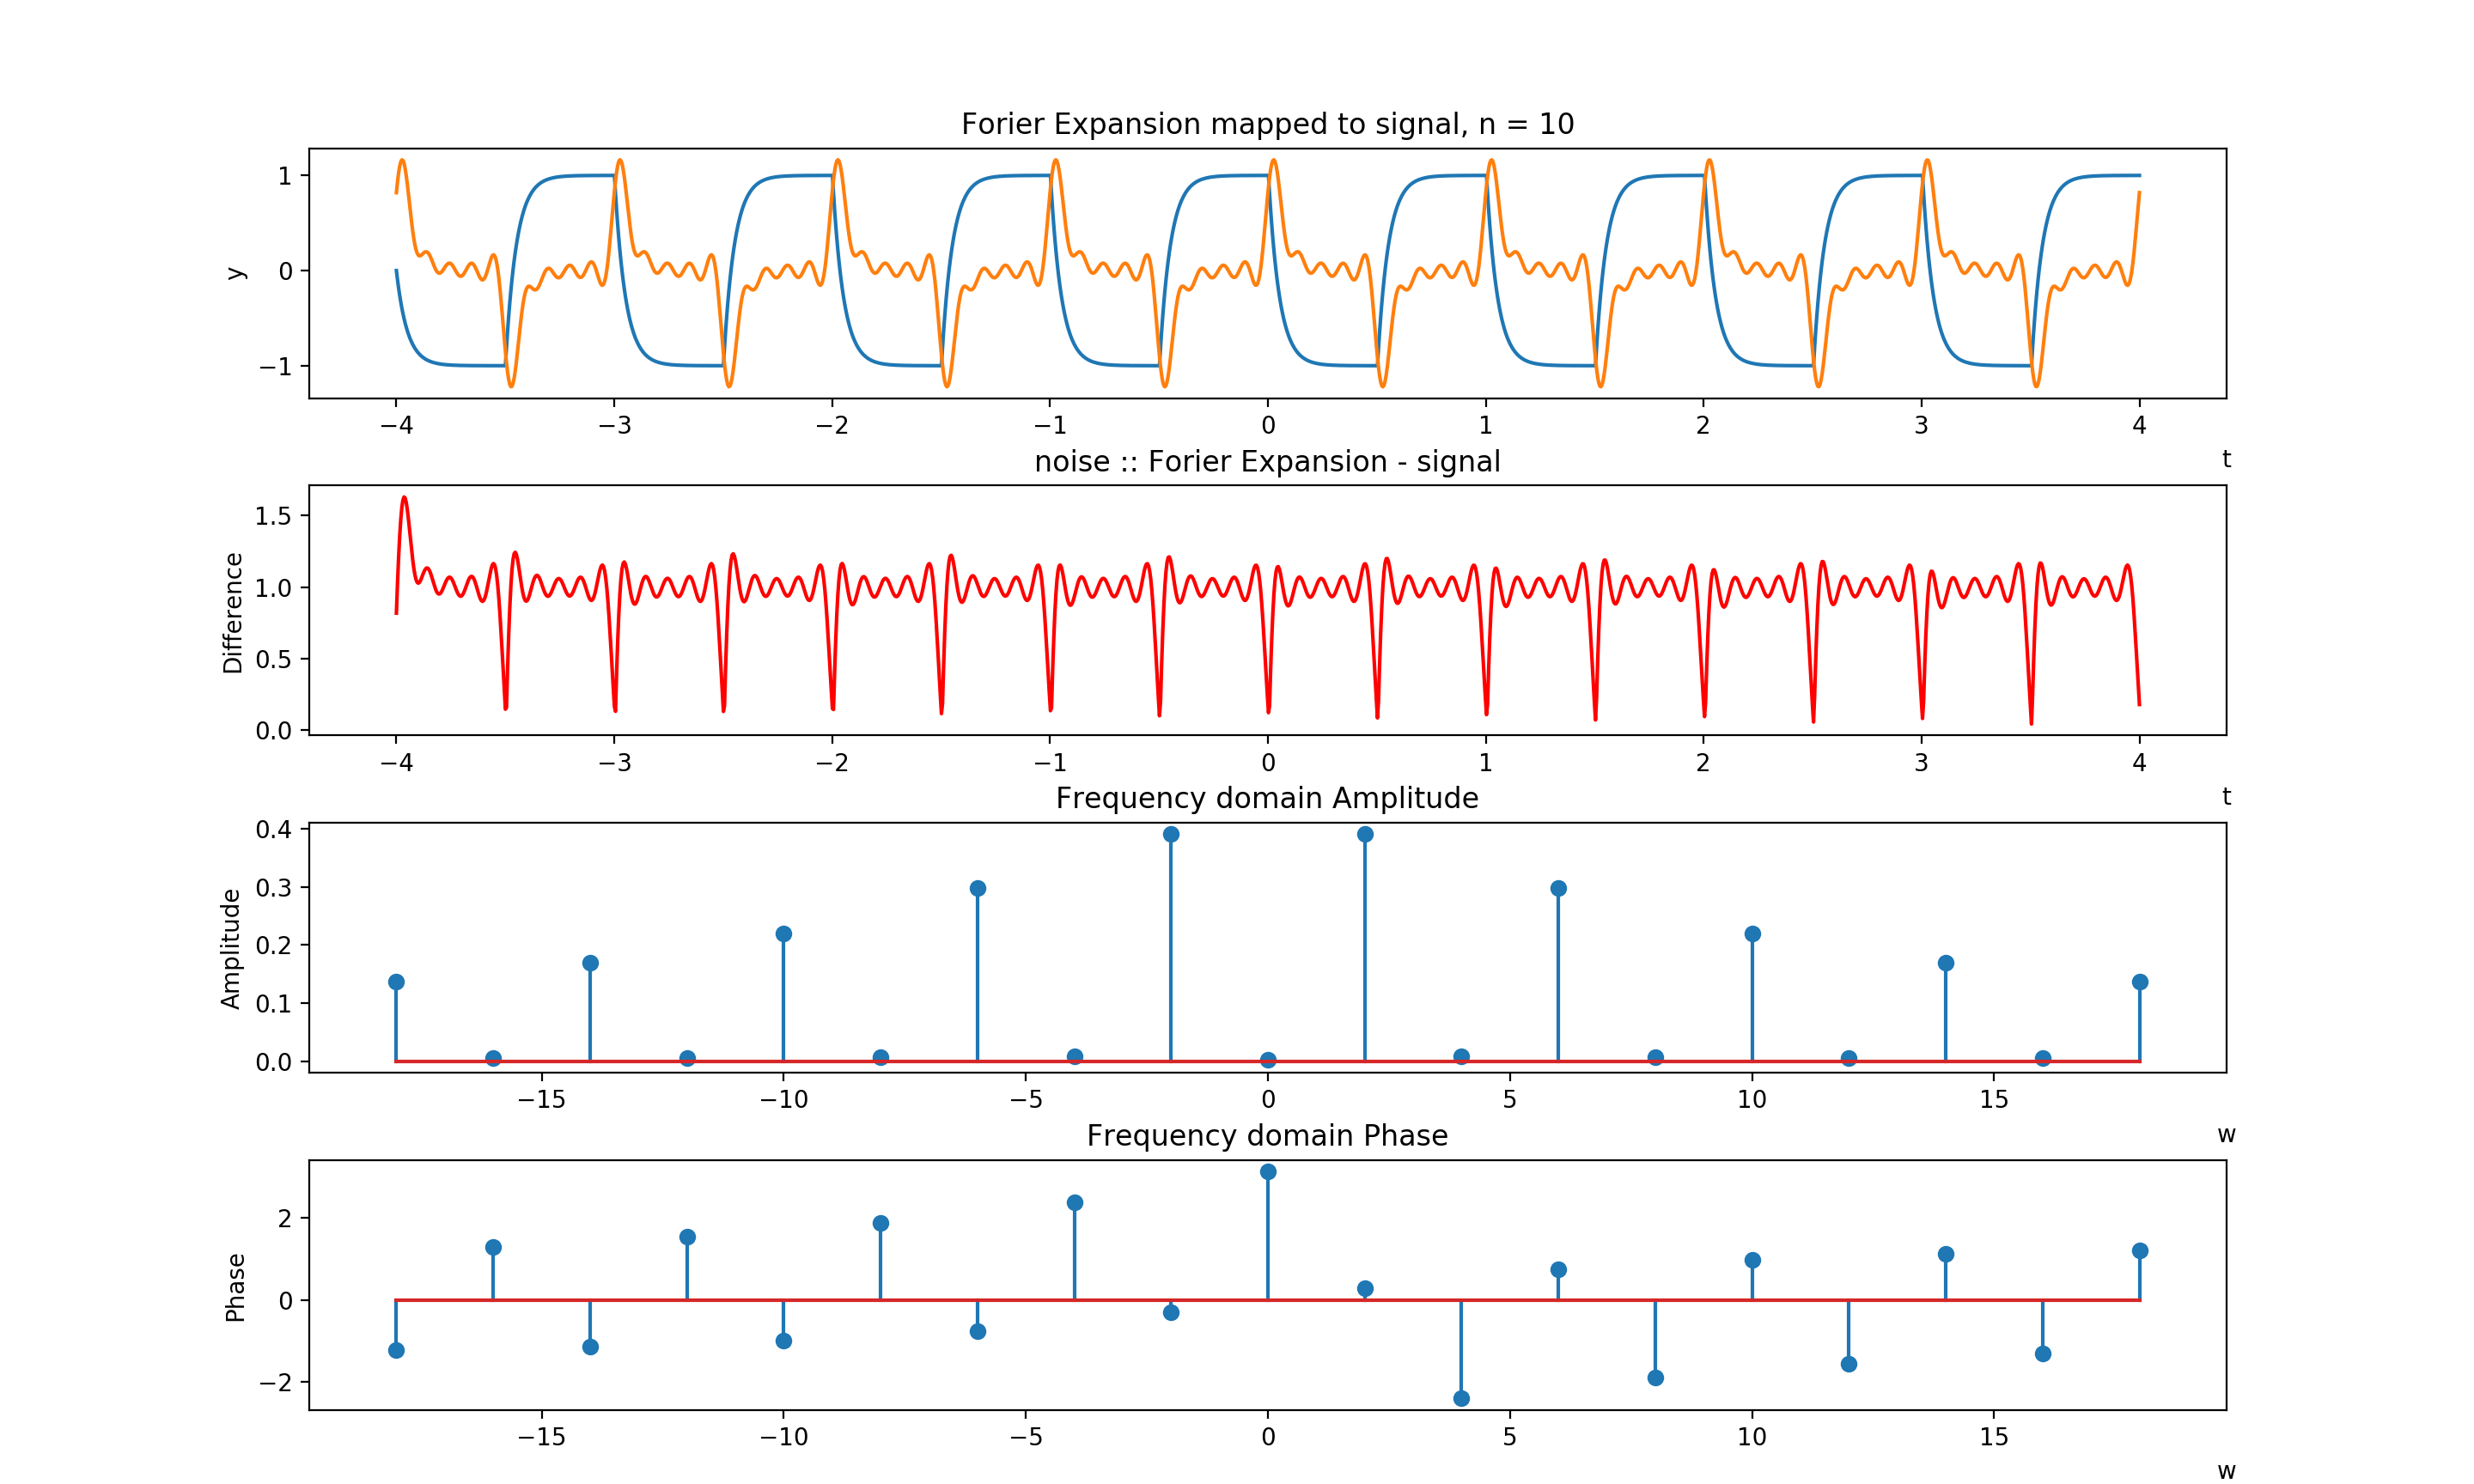 Forier Expansion mapped to signal, n = 10
y
1
0
−1
−4 −3 −2 −1 0 1 2 3 4
t
noise :: Forier Expansion - signal
Difference
1.5
1.0
0.5
0.0
−4 −3 −2 −1 0 1 2 3 4
t
Frequency domain Amplitude
Amplitude
0.4
0.3
0.2
0.1
0.0
−15 −10 −5 0 5 10 15
w
Frequency domain Phase
Phase
2
0
−2
−15 −10 −5 0 5 10 15
w